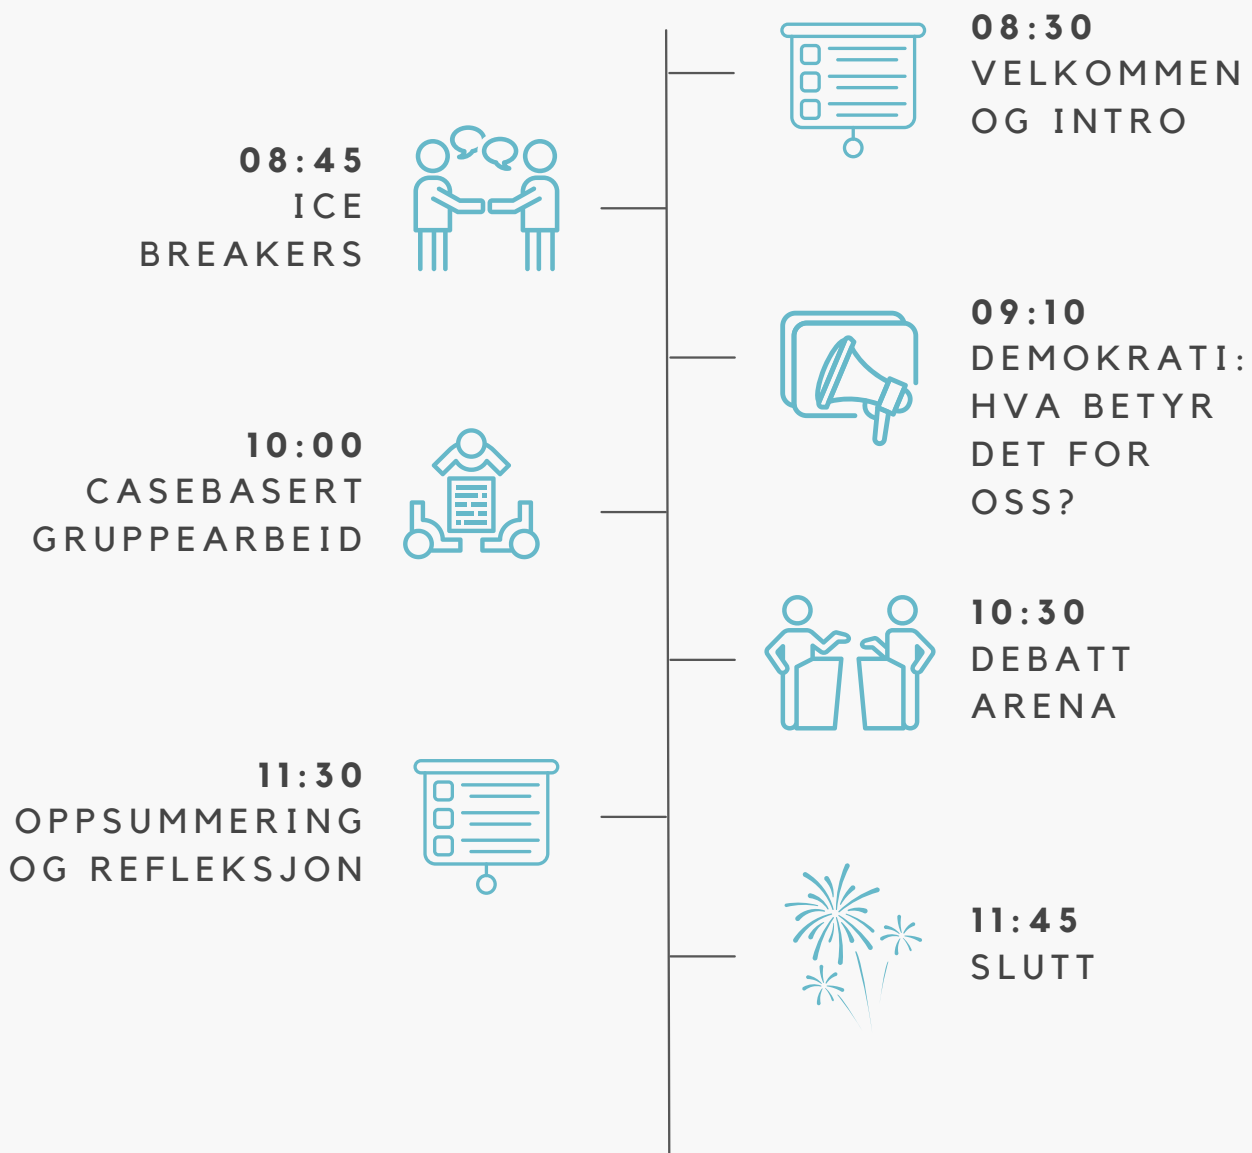 08:30
VELKOMMEN
OG INTRO
08:45
ICE
BREAKERS
09:10
DEMOKRATI:
HVA BETYR
DET FOR
OSS?
10:00
CASEBASERT
GRUPPEARBEID
10:30
DEBATT
ARENA
11:30
OPPSUMMERING
OG REFLEKSJON
11:45
SLUTT